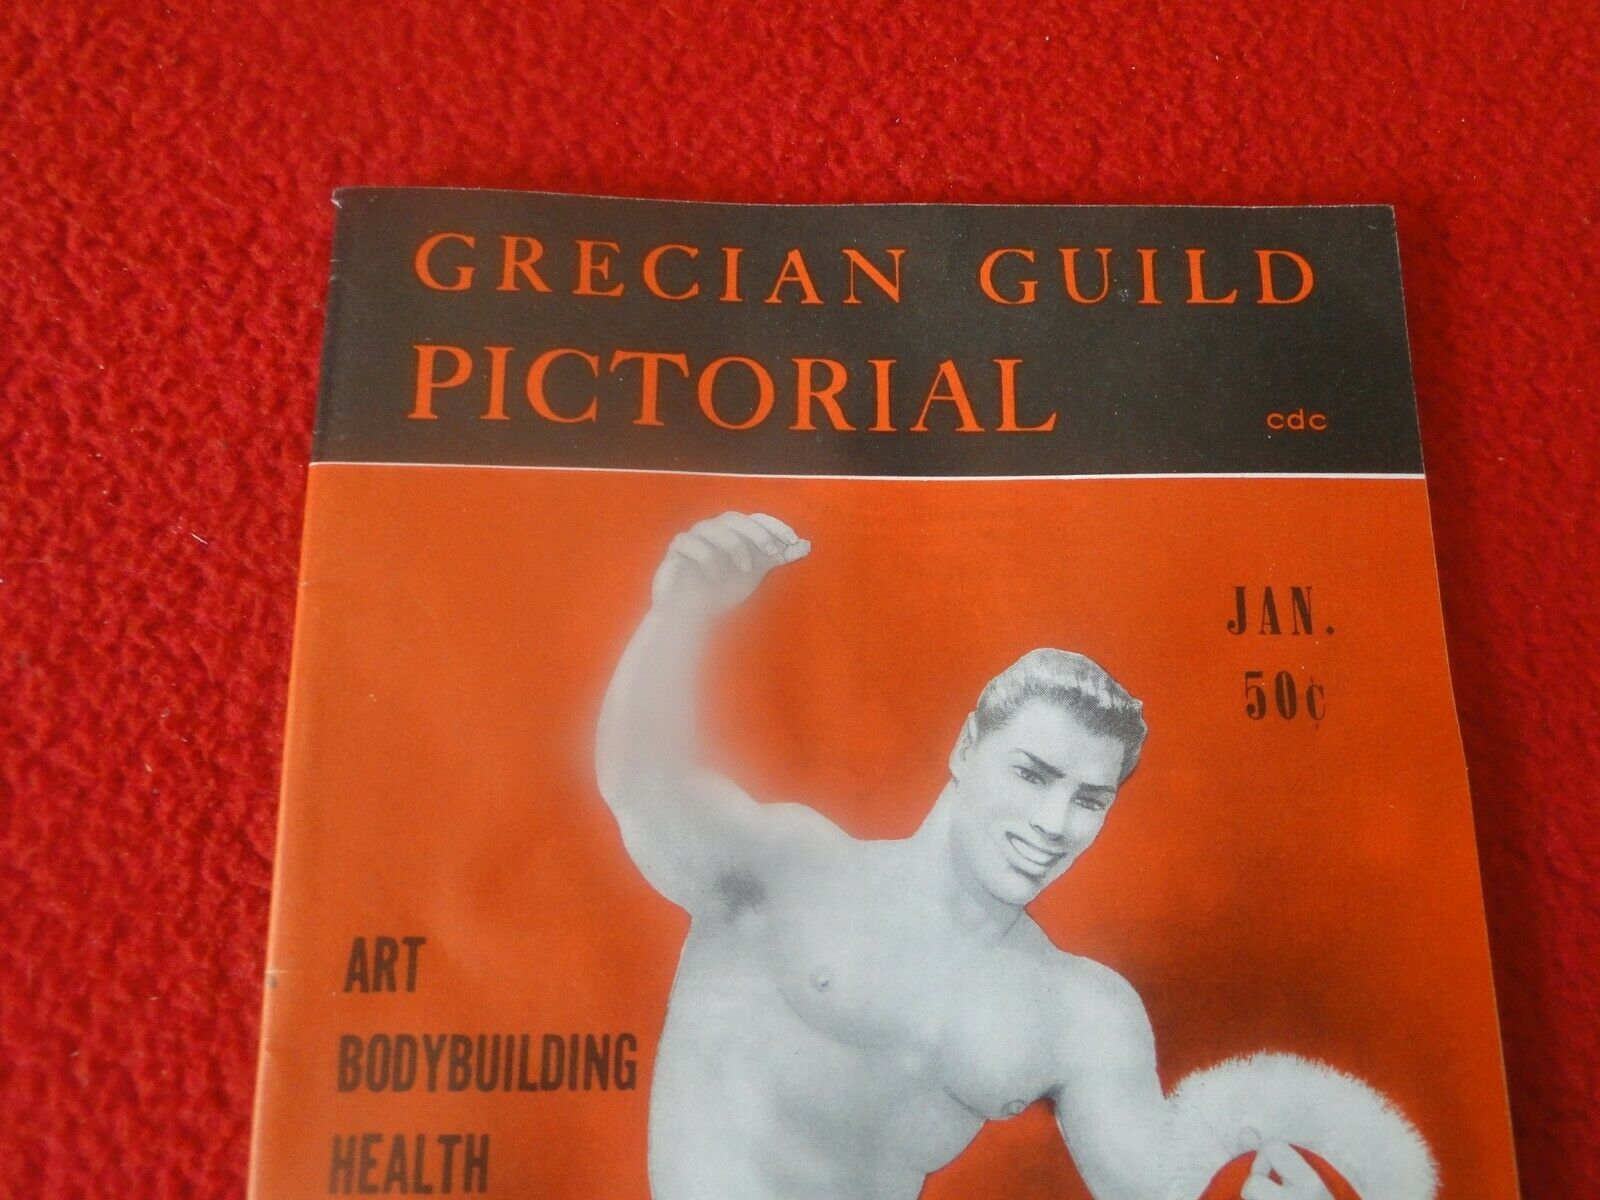 GRECIAN GUILD
PICTORIAL
cdc
JAN.
50¢
ART
BODYBUILDING
HEALTH